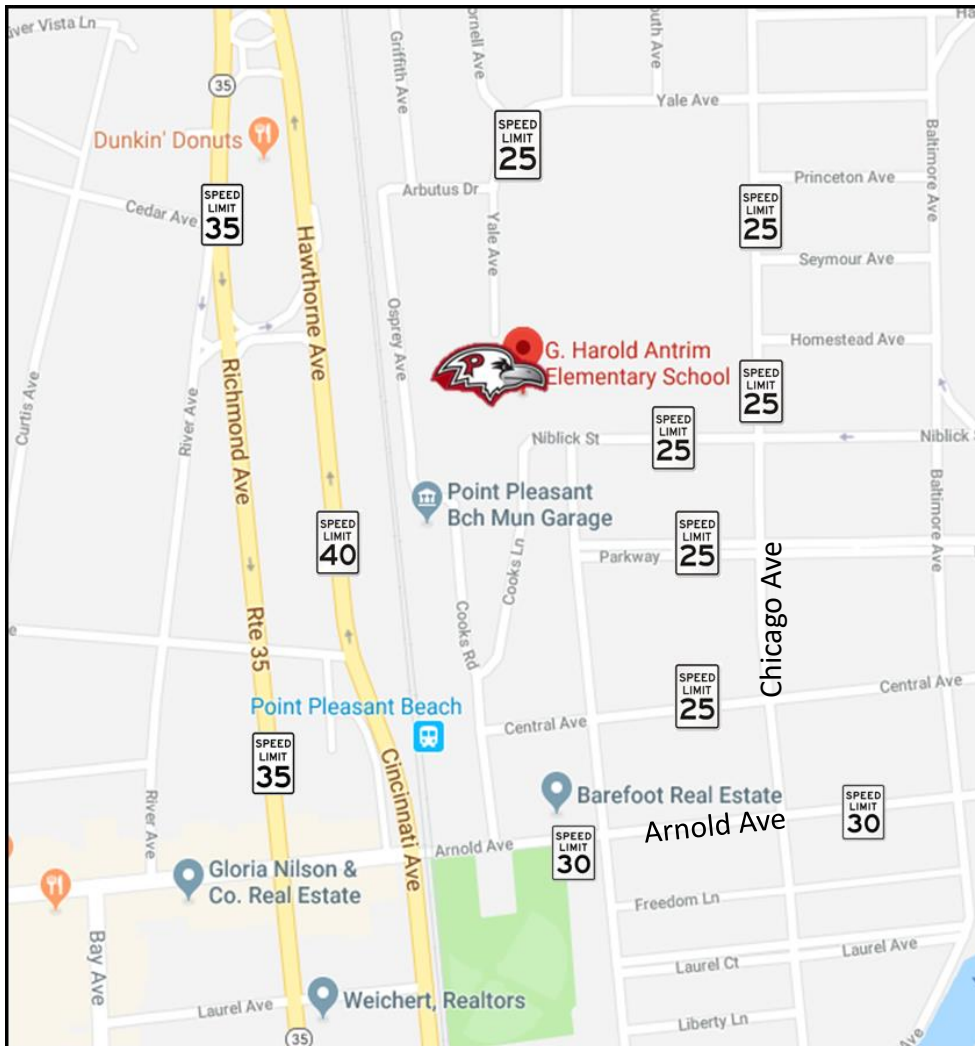 iver Vista Ln
Griffith Ave
ornell Ave
outh Ave
Ha
35
Yale Ave
Dunkin' Donuts
SPEED
LIMIT
25
Baltimore Ave
Arbutus Dr
Princeton Ave
Cedar Ave
SPEED
LIMIT
35
SPEED
LIMIT
25
Yale Ave
Hawthorne Ave
Seymour Ave
Osprey Ave
G. Harold Antrim
Elementary School
P
Homestead Ave
Curtis Ave
River Ave
Richmond Ave
SPEED
LIMIT
25
SPEED
LIMIT
25
Niblick St
Niblick S
Point Pleasant
Bch Mun Garage
SPEED
LIMIT
40
SPEED
LIMIT
25
Parkway
Cooks Ln
Chicago Ave
Baltimore Ave
e
Rte 35
Cooks Rd
Point Pleasant Beach
SPEED
LIMIT
25
Central Ave
Central Ave
SPEED
LIMIT
35
Cincinnati Ave
River Ave
Barefoot Real Estate
Arnold Ave
SPEED
LIMIT
30
Arnold Ave
SPEED
LIMIT
30
Gloria Nilson &
Co. Real Estate
Freedom Ln
Bay Ave
Laurel Ave
Laurel Ct
Laurel Ave
Weichert, Realtors
Liberty Ln
35
Ave